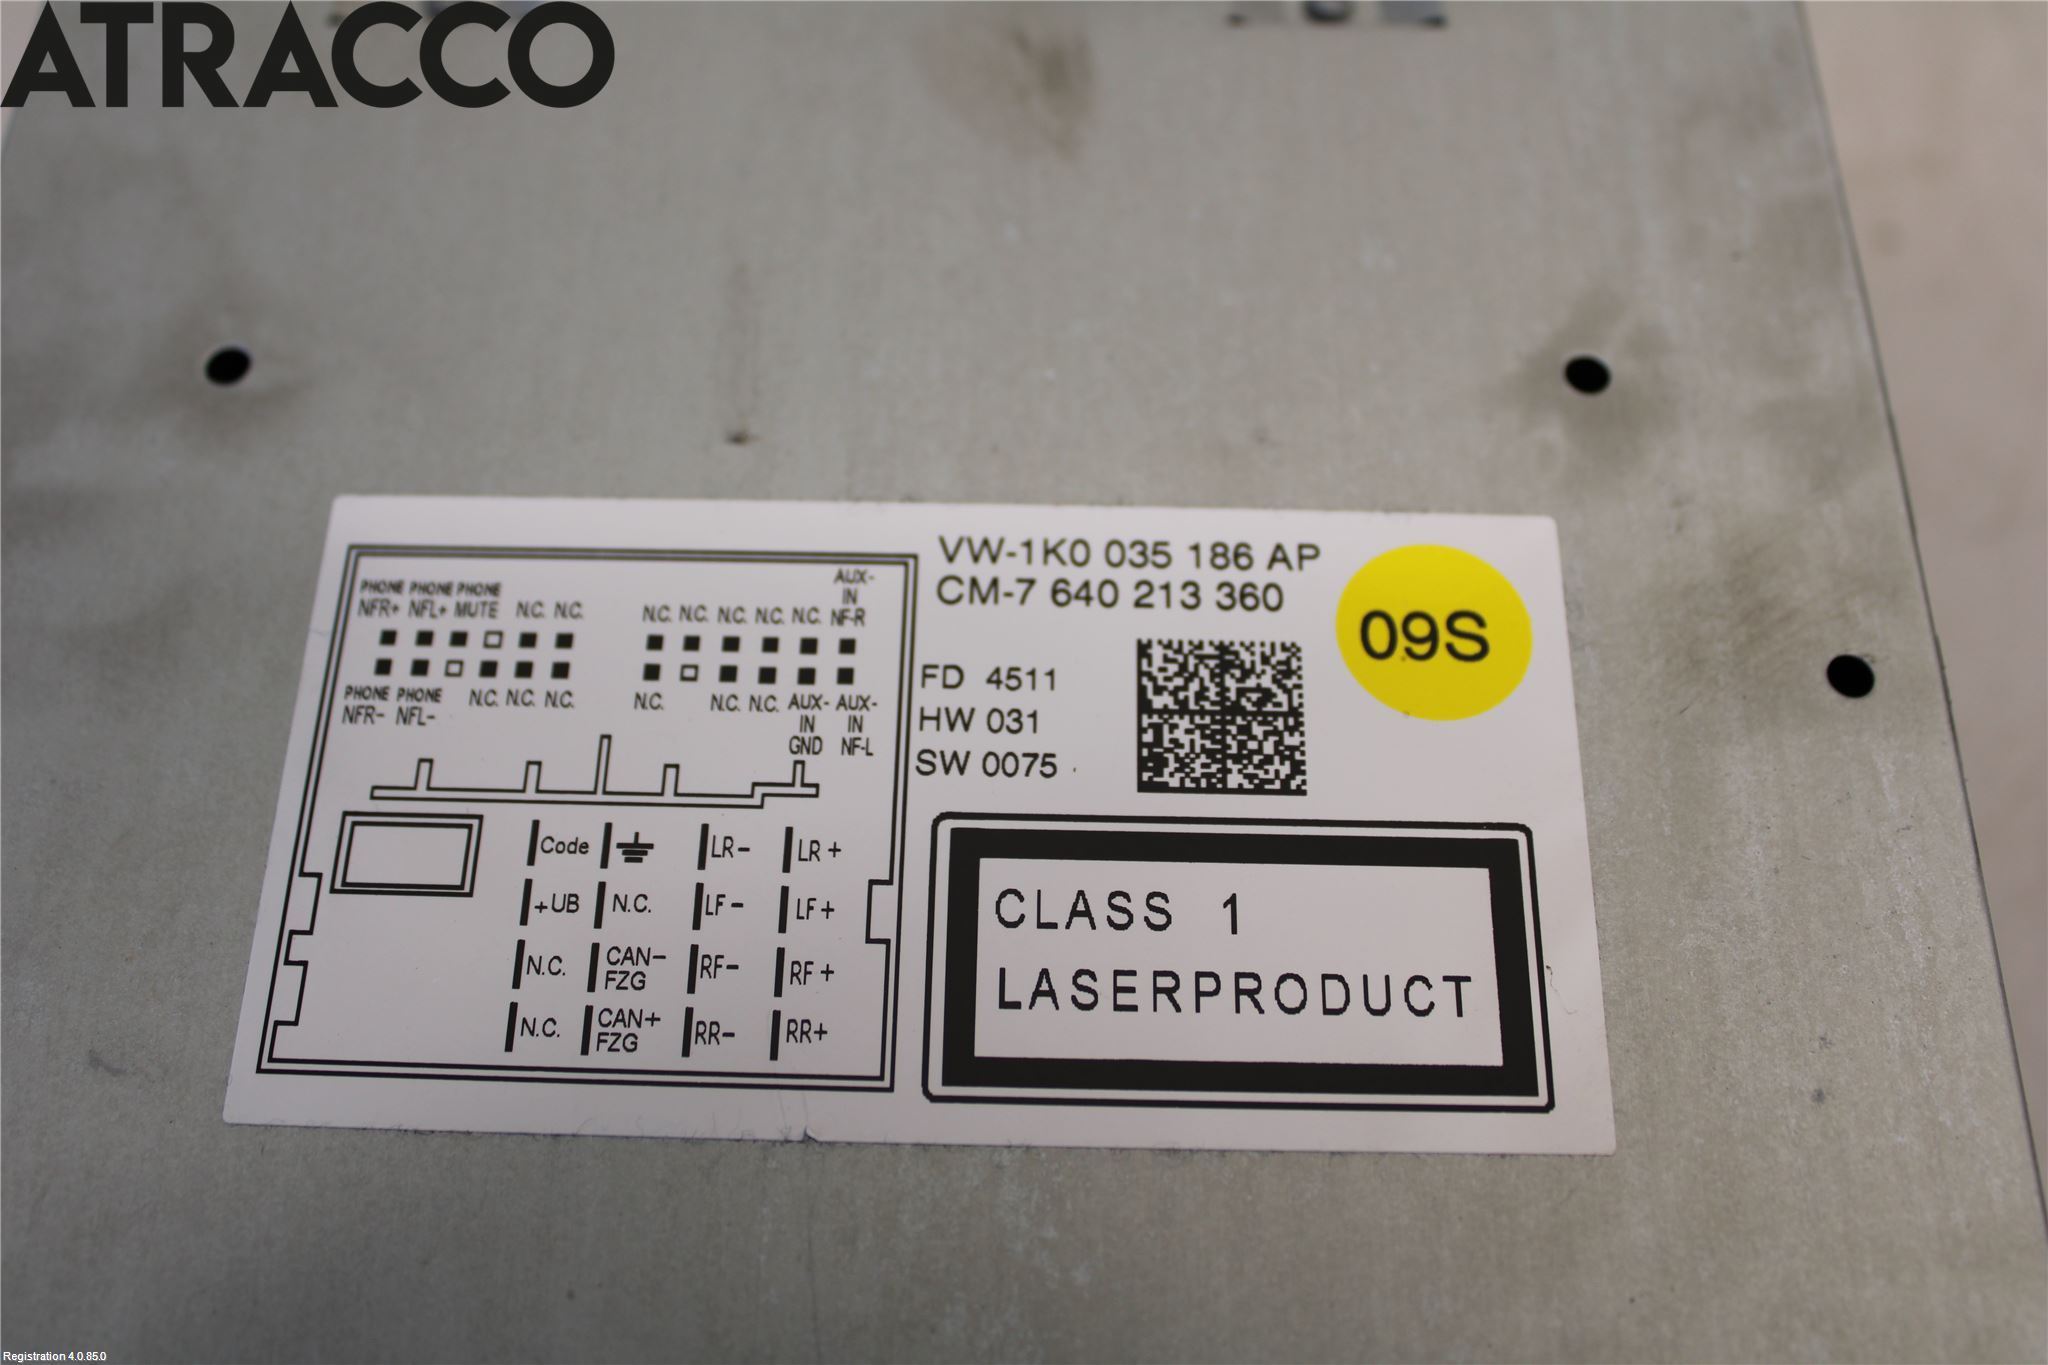 ATRACCO
VW-1K0 035 186 AP
CM-7 640 213 360
09S
FD 4511
HW 031
SW 0075
CLASS 1
LASERPRODUCT
PHONE PHONE PHONE
NFR+ NFL+ MUTE N.C. N.C.
N.C. N.C. N.C. N.C. N.C.
AUX-
IN
NF-R
PHONE PHONE
NFR- NFL-
N.C. N.C. N.C.
N.C. N.C. N.C.
AUX- AUX-
IN IN
GND NF-L
Code LR- LR+
+UB N.C. LF- LF+
N.C. CAN- RF- RF+
FZG
N.C. CAN+ RR- RR+
FZG
Registration 4.0.85.0